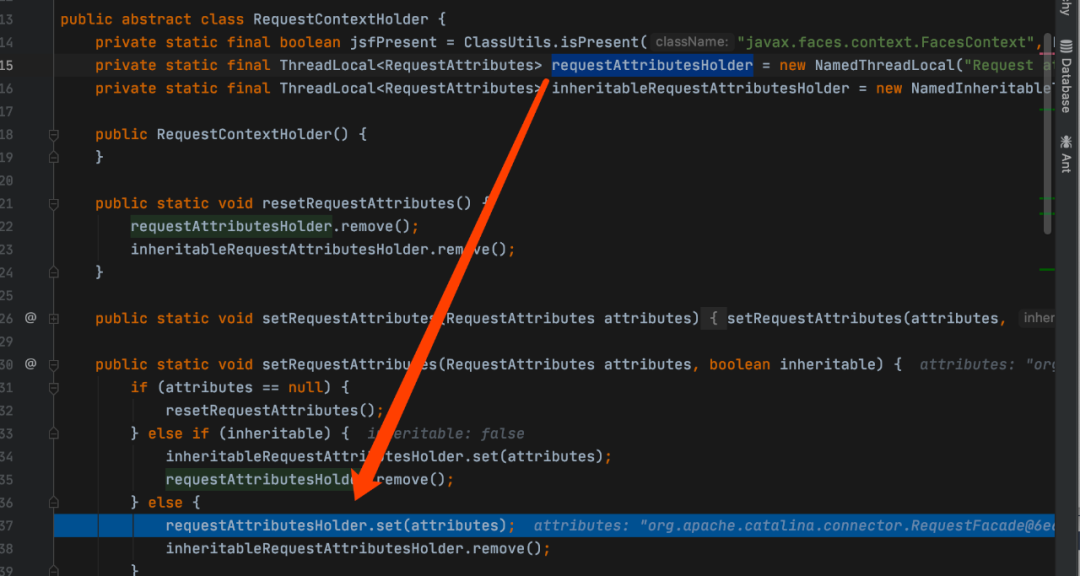 13 public abstract class RequestContextHolder {
14 private static final boolean jsfPresent = ClassUtils.isPresent( className: "javax.faces.context.FacesContext",
15 private static final ThreadLocal<RequestAttributes> requestAttributesHolder = new NamedThreadLocal("Request
16 private static final ThreadLocal<RequestAttributes> inheritableRequestAttributesHolder = new NamedInheritable
17
18 public RequestContextHolder() {
19 }
20
21 public static void resetRequestAttributes() {
22 requestAttributesHolder.remove();
23 inheritableRequestAttributesHolder.remove();
24 }
25
26 @ public static void setRequestAttributes(RequestAttributes attributes) { setRequestAttributes(attributes, inher
29
30 @ public static void setRequestAttributes(RequestAttributes attributes, boolean inheritable) { attributes: "org
31 if (attributes == null) {
32 resetRequestAttributes();
33 } else if (inheritable) { inheritable: false
34 inheritableRequestAttributesHolder.set(attributes);
35 requestAttributesHolder.remove();
36 } else {
37 requestAttributesHolder.set(attributes); attributes: "org.apache.catalina.connector.RequestFacade@6e
38 inheritableRequestAttributesHolder.remove();
39 }
hy
Database
Ant